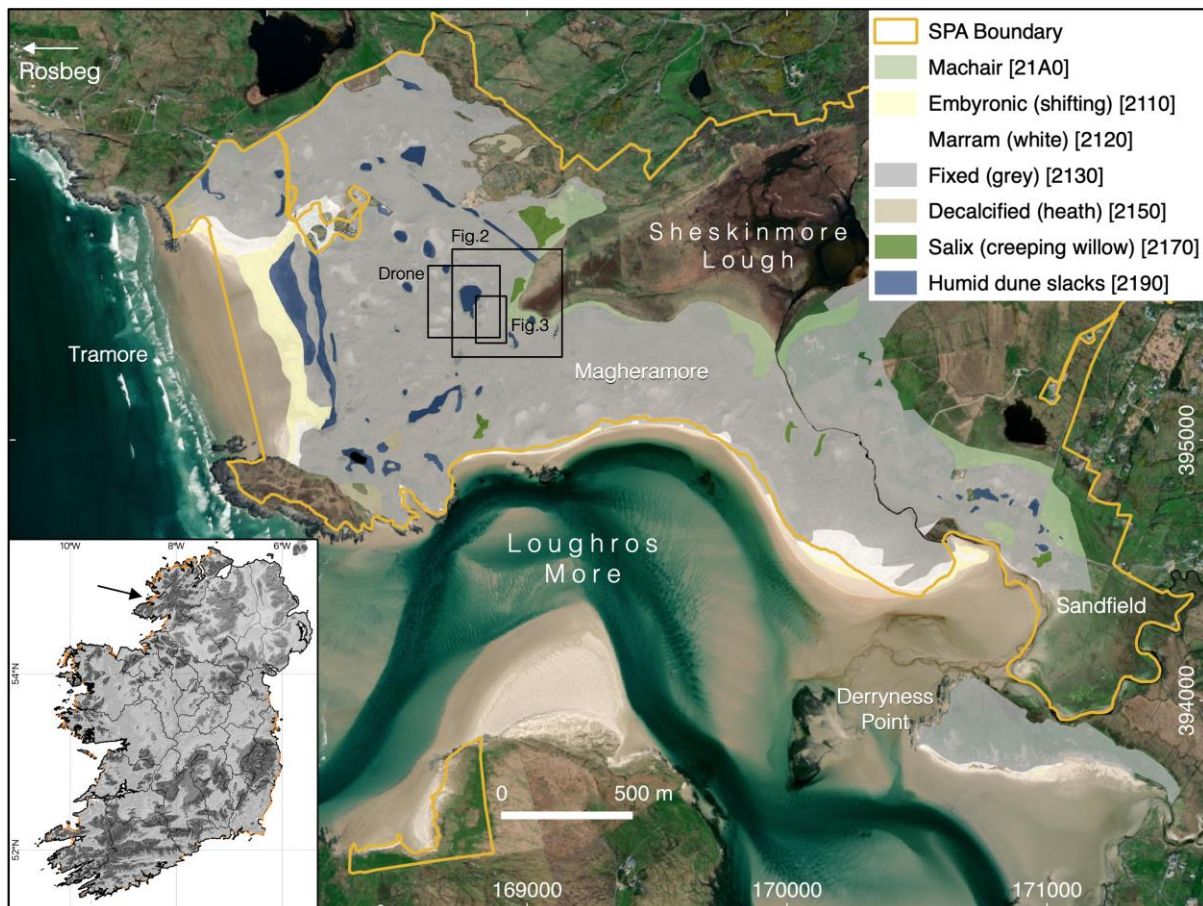 Rosbeg
SPA Boundary
Machair [21A0]
Embyronic (shifting) [2110]
Marram (white) [2120]
Fixed (grey) [2130]
Decalcified (heath) [2150]
Salix (creeping willow) [2170]
Humid dune slacks [2190]
Fig.2
Drone
Fig.3
Sheskinmore
Lough
Tramore
Magheramore
395000
Loughros
More
Sandfield
Derryness
Point
394000
0
500 m
169000
170000
171000
10°W
8°W
6°W
54°N
52°N